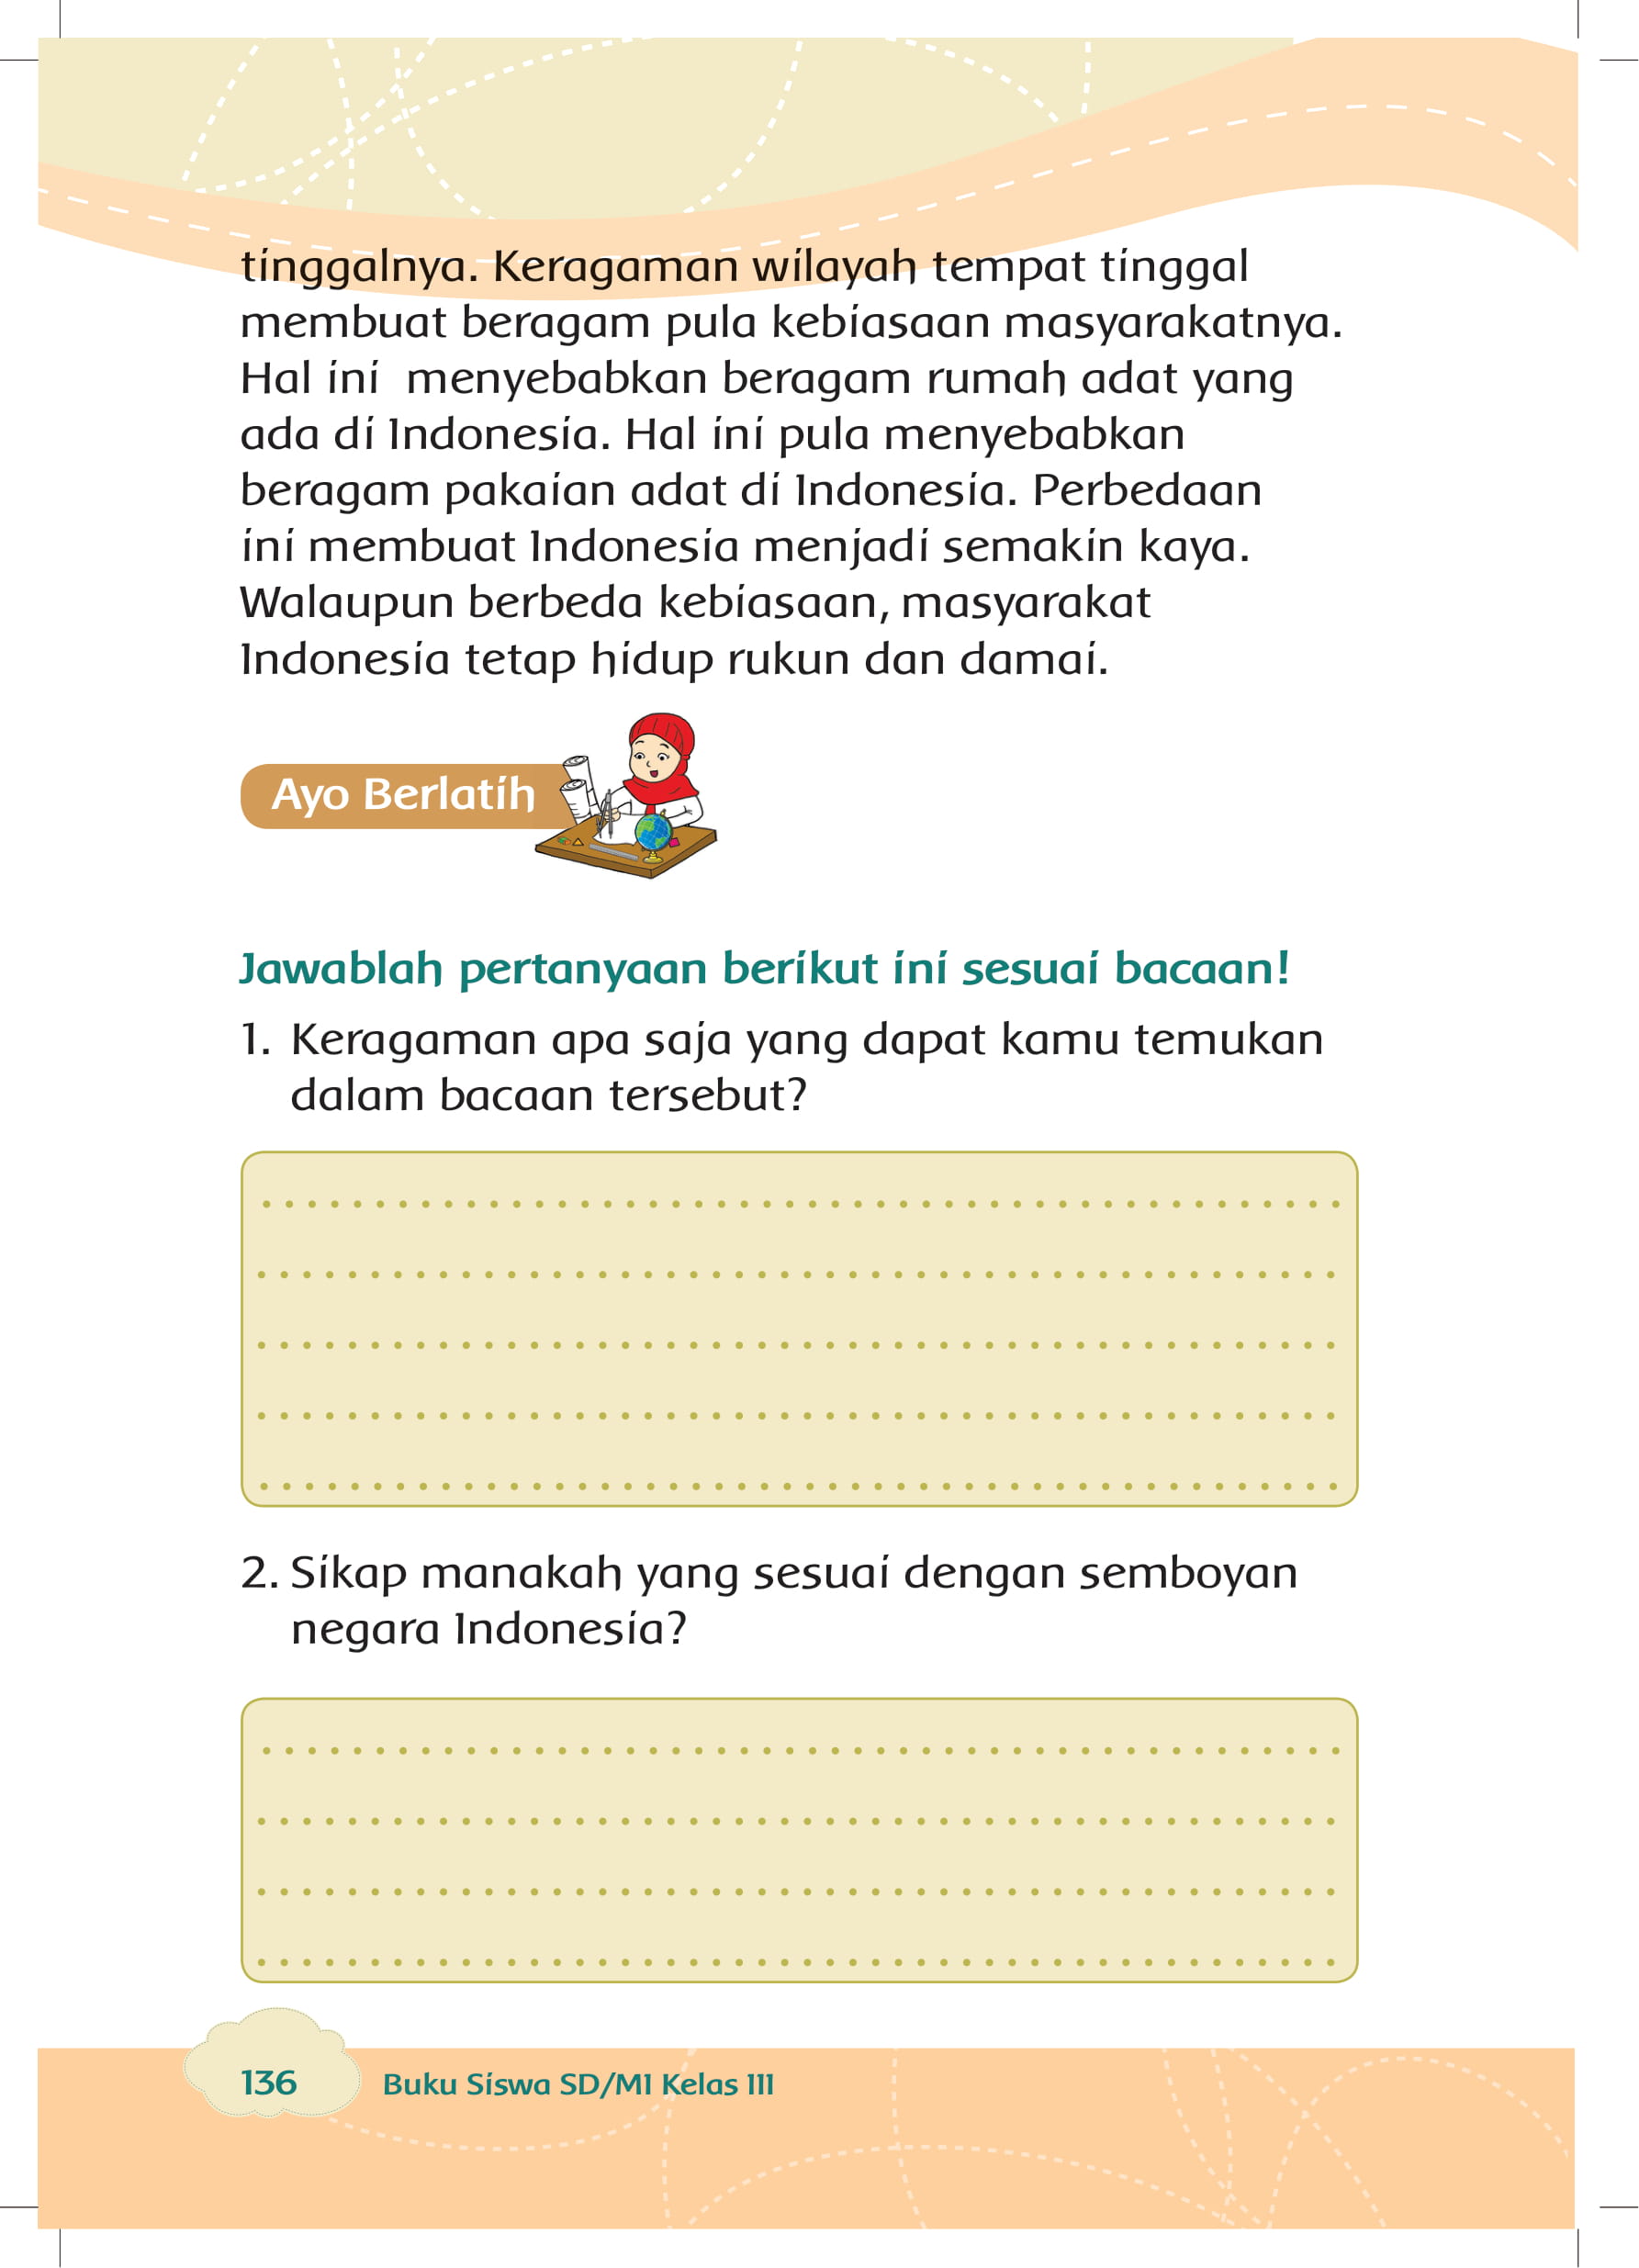 tinggalnya. Keragaman wilayah tempat tinggal
membuat beragam pula kebiasaan masyarakatnya.
Hal ini menyebabkan beragam rumah adat yang
ada di Indonesia. Hal ini pula menyebabkan
beragam pakaian adat di Indonesia. Perbedaan
ini membuat Indonesia menjadi semakin kaya.
Walaupun berbeda kebiasaan, masyarakat
Indonesia tetap hidup rukun dan damai.
Ayo Berlatih
Jawablah pertanyaan berikut ini sesuai bacaan!
1. Keragaman apa saja yang dapat kamu temukan
dalam bacaan tersebut?
2. Sikap manakah yang sesuai dengan semboyan
negara Indonesia?
136 Buku Siswa SD/MI Kelas III